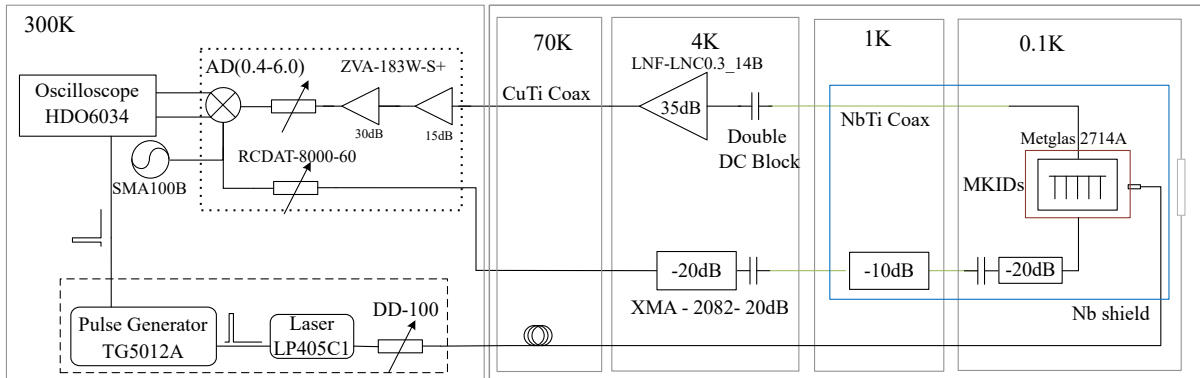 300K
70K
4K
1K
0.1K
AD(0.4-6.0)
ZVA-183W-S+
LNF-LNC0.3_14B
Oscilloscope
HDO6034
30dB
15dB
CuTi Coax
35dB
Double
DC Block
NbTi Coax
Metglas 2714A
MKIDs
SMA100B
RCDAT-8000-60
-20dB
-10dB
-20dB
XMA - 2082- 20dB
Nb shield
Pulse Generator
TG5012A
Laser
LP405C1
DD-100